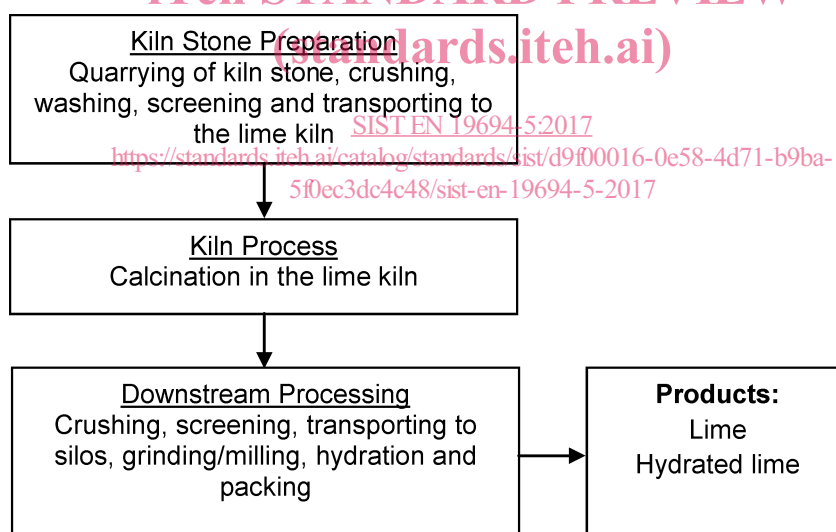 iTeh STANDARD PREVIEW
(standards.iteh.ai)
Kiln Stone Preparation
Quarrying of kiln stone, crushing,
washing, screening and transporting to
the lime kiln
SIST EN 19694-5:2017
https://standards.iteh.ai/catalog/standards/sist/d9f00016-0e58-4d71-b9ba-
5f0ec3dc4c48/sist-en-19694-5-2017
Kiln Process
Calcination in the lime kiln
Downstream Processing
Crushing, screening, transporting to
silos, grinding/milling, hydration and
packing
Products:
Lime
Hydrated lime